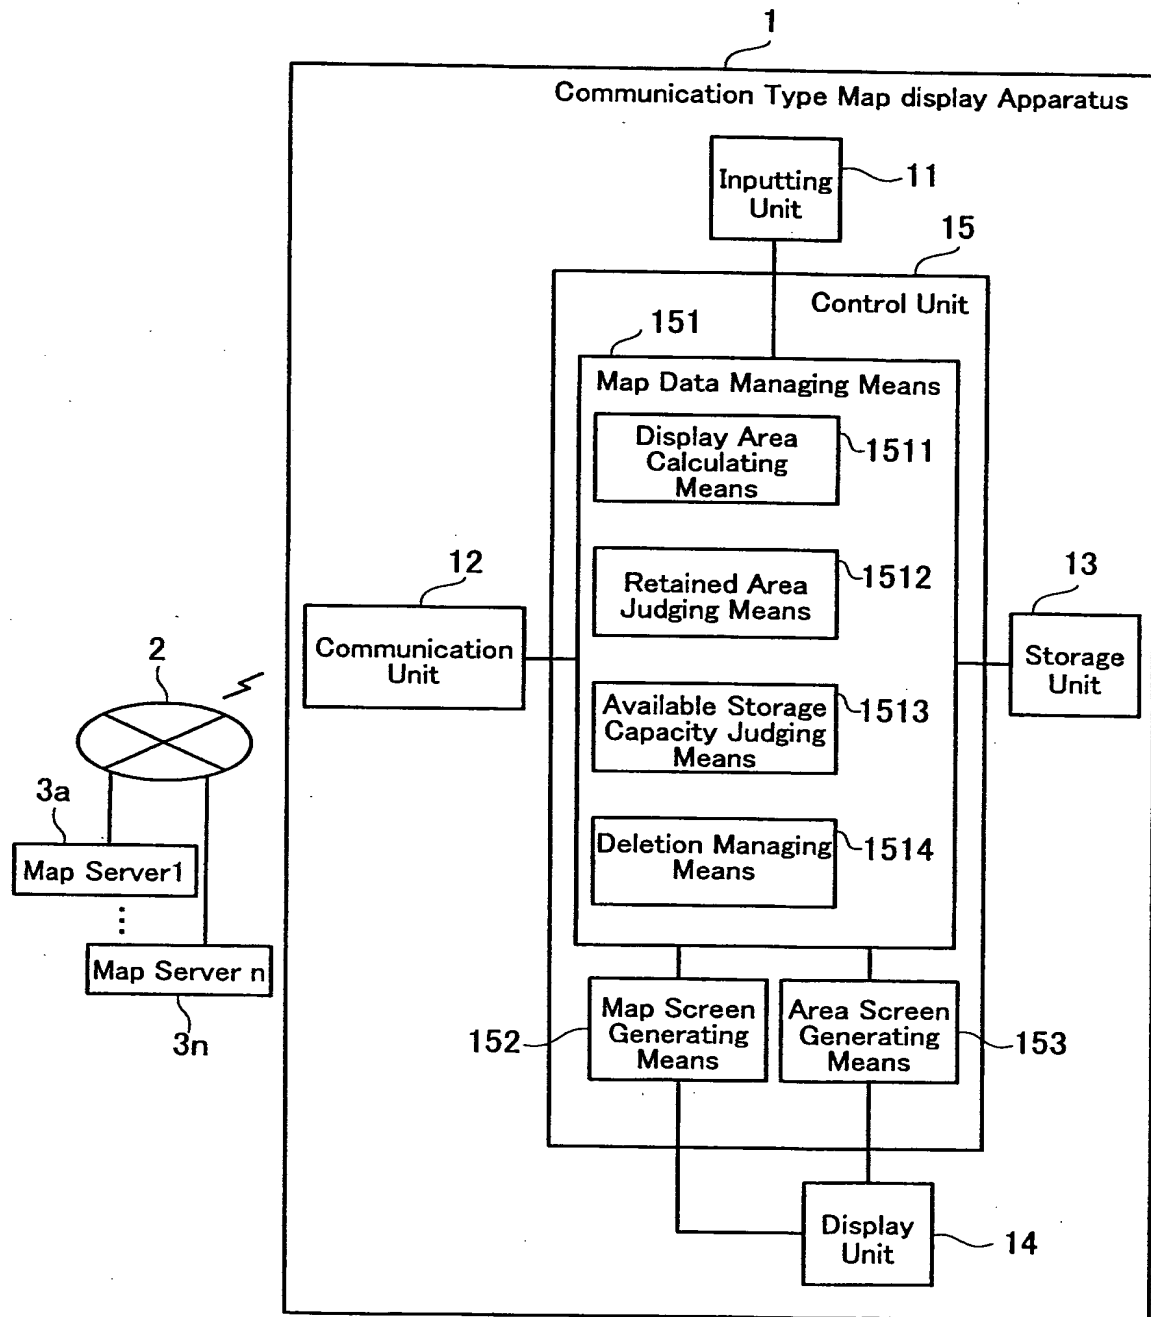 1
Communication Type Map display Apparatus
Inputting
Unit
11
15
Control Unit
151
Map Data Managing Means
Display Area
Calculating
Means
1511
Retained Area
Judging Means
1512
Available Storage
Capacity Judging
Means
1513
Deletion Managing
Means
1514
12
Communication
Unit
13
Storage
Unit
2
3a
Map Server1
Map Server n
3n
Map Screen
Generating
Means
152
Area Screen
Generating
Means
153
Display
Unit
14